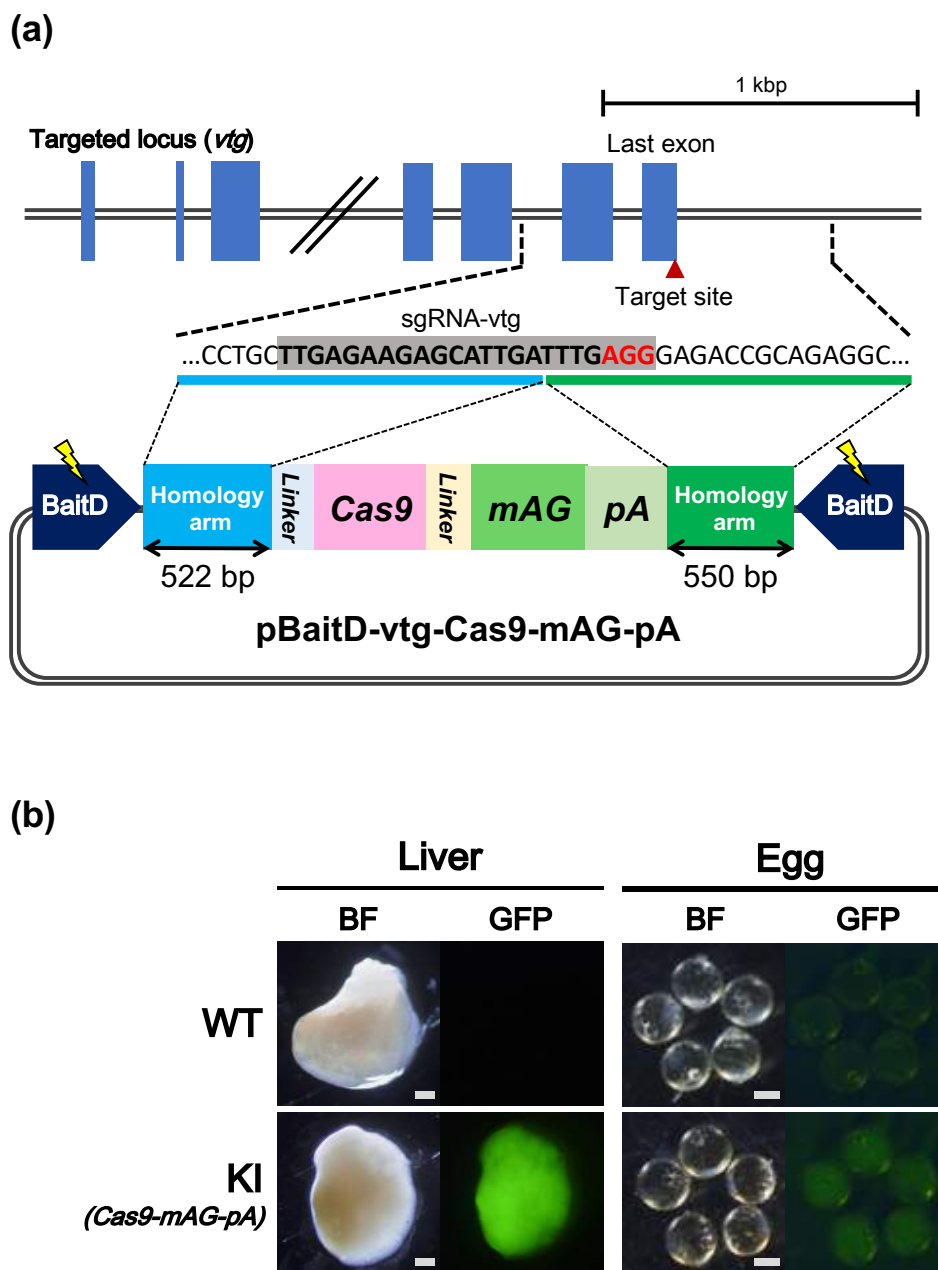 (a)
1 kbp
Targeted locus (vtg)
Last exon
Target site
sgRNA-vtg
...CCTGCTTGAGAAGAGCATTGATTTGAGGGAGACCGCAGAGGC...
BaitD
Homology
arm
Linker
Cas9
Linker
mAG
pA
Homology
arm
BaitD
522 bp
550 bp
pBaitD-vtg-Cas9-mAG-pA
(b)
Liver
Egg
BF
GFP
BF
GFP
WT
KI
(Cas9-mAG-pA)